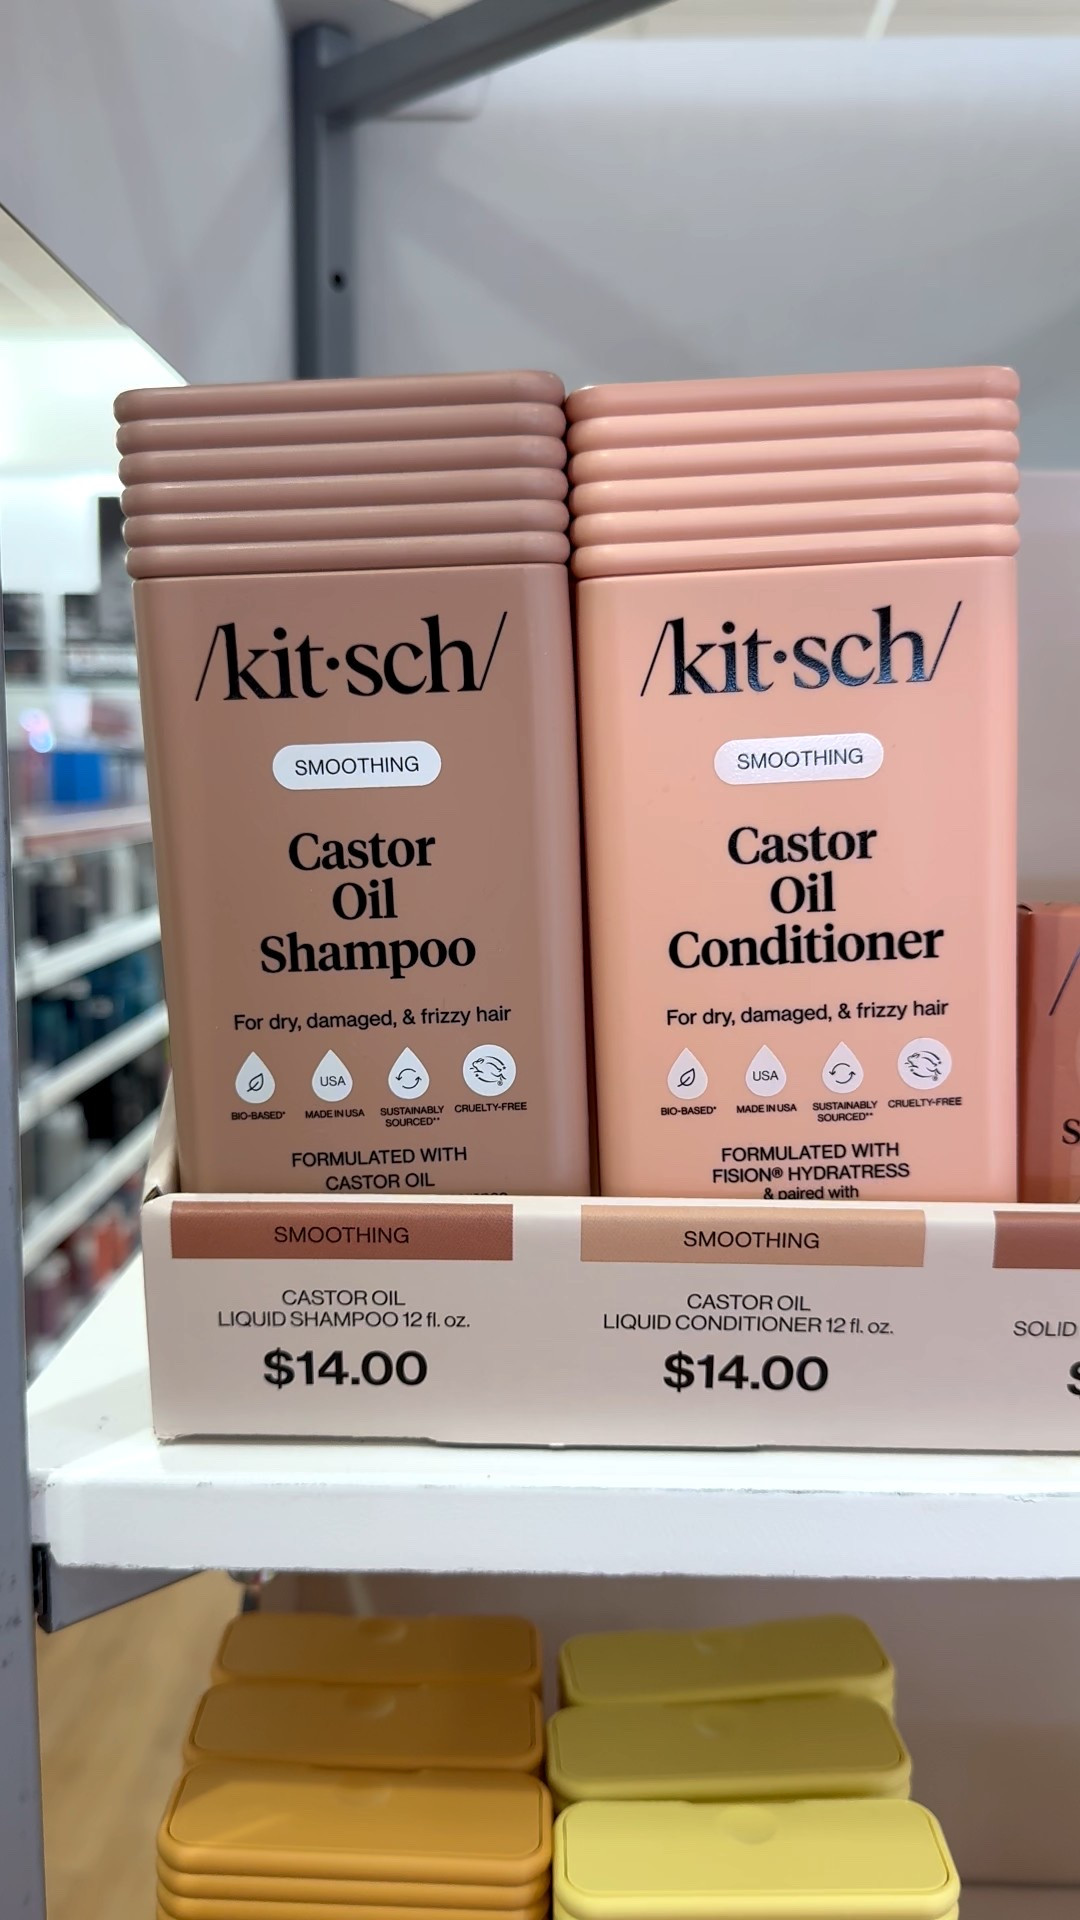 /kit·sch/
SMOOTHING
Castor
Oil
Shampoo
For dry, damaged, & frizzy hair
USA
BIO-BASED*
MADE IN USA
SUSTAINABLY
SOURCED**
CRUELTY-FREE
FORMULATED WITH
CASTOR OIL
/kit·sch/
SMOOTHING
Castor
Oil
Conditioner
For dry, damaged, & frizzy hair
USA
BIO-BASED*
MADE IN USA
SUSTAINABLY
SOURCED**
CRUELTY-FREE
FORMULATED WITH
FISION® HYDRATRESS
& paired with
SMOOTHING
CASTOR OIL
LIQUID SHAMPOO 12 fl. oz.
$14.00
SMOOTHING
CASTOR OIL
LIQUID CONDITIONER 12 fl. oz.
$14.00
SOLID